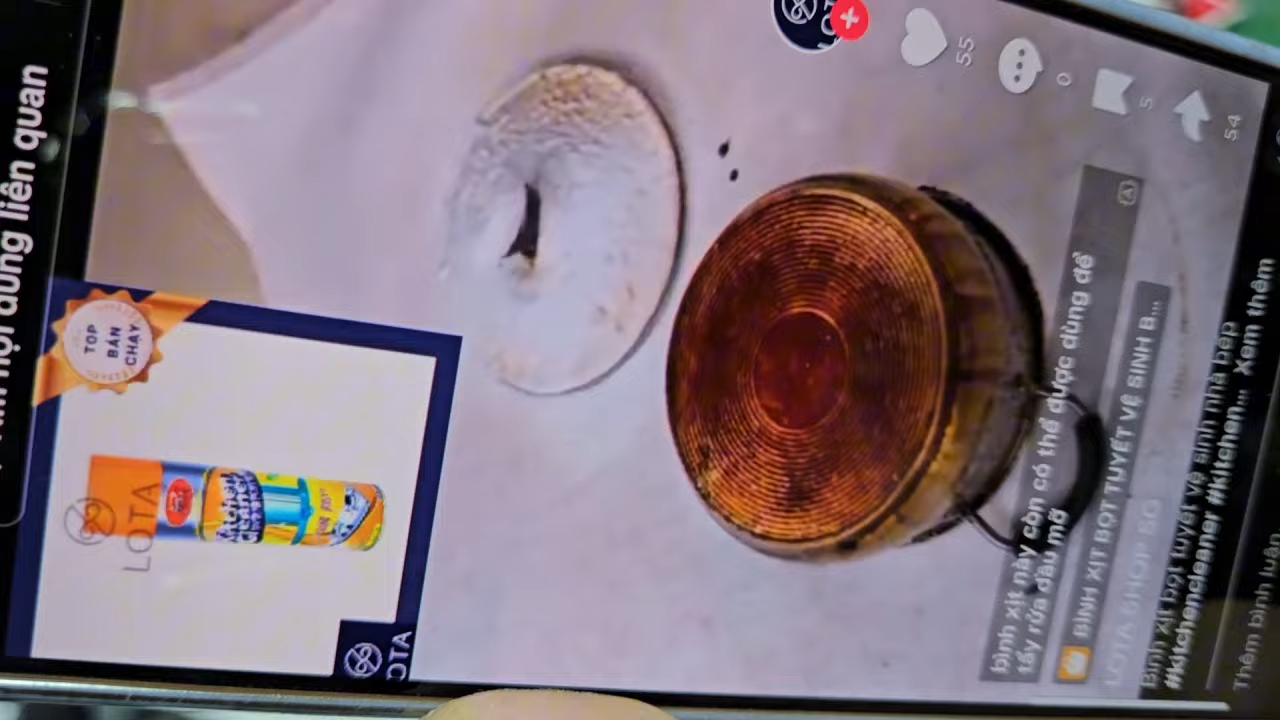 nội dung liên quan
TOP
BÁN
CHẠY
LOTA
Kitchen
Cleaner
OTA
LO
55
0
5
54
bình xịt này còn có thể được dùng để
tẩy rửa dầu mỡ
BÌNH XỊT BỌT TUYẾT VỆ SINH B...
LOTA SHOP SG
Bình xịt bọt tuyết vệ sinh nhà bếp
#kitchencleaner #kitchen... Xem thêm
Thêm bình luận